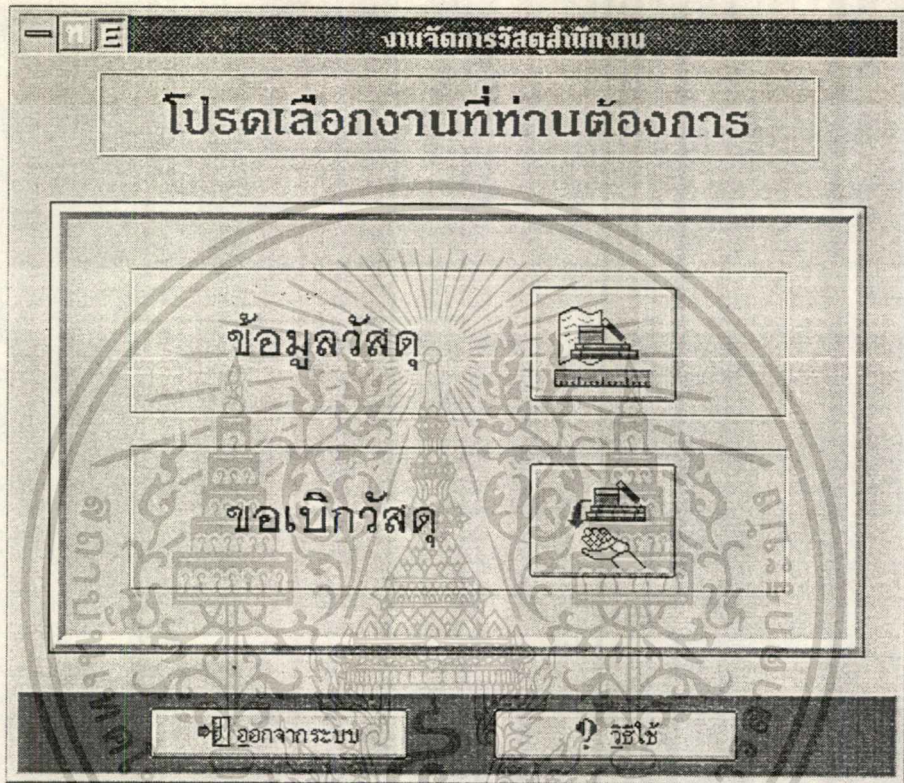 งานจัดการวัสดุสำนักงาน
โปรดเลือกงานที่ท่านต้องการ
ข้อมูลวัสดุ
ขอเบิกวัสดุ
ออกจากระบบ
วิธีใช้